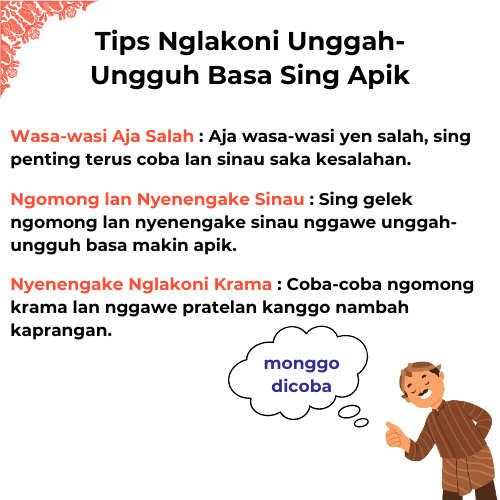 Tips Nglakoni Unggah-
Ungguh Basa Sing Apik
Wasa-wasi Aja Salah : Aja wasa-wasi yen salah, sing
penting terus coba lan sinau saka kesalahan.
Ngomong lan Nyenengake Sinau : Sing gelek
ngomong lan nyenengake sinau nggawe unggah-
ungguh basa makin apik.
Nyenengake Nglakoni Krama : Coba-coba ngomong
krama lan nggawe pratelan kanggo nambah
kaprangan.
monggo
dicoba